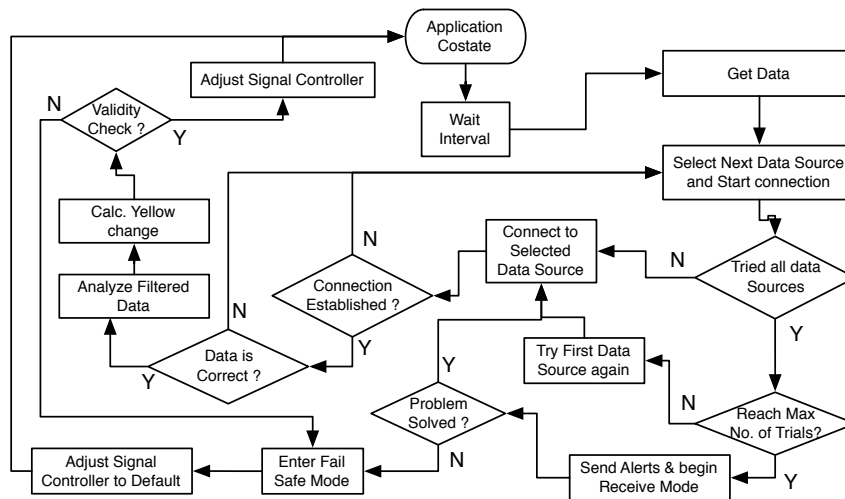 Application
Costate
Adjust Signal Controller
Get Data
N
Validity
Check ?
Y
Wait
Interval
Select Next Data Source
and Start connection
Calc. Yellow
change
N
Connect to
Selected
Data Source
N
Tried all data
Sources
Analyze Filtered
Data
N
Connection
Established ?
Y
Y
Data is
Correct ?
Y
Y
Try First Data
Source again
N
Reach Max
No. of Trials?
Problem
Solved ?
N
Y
Adjust Signal
Controller to Default
Enter Fail
Safe Mode
Send Alerts & begin
Receive Mode